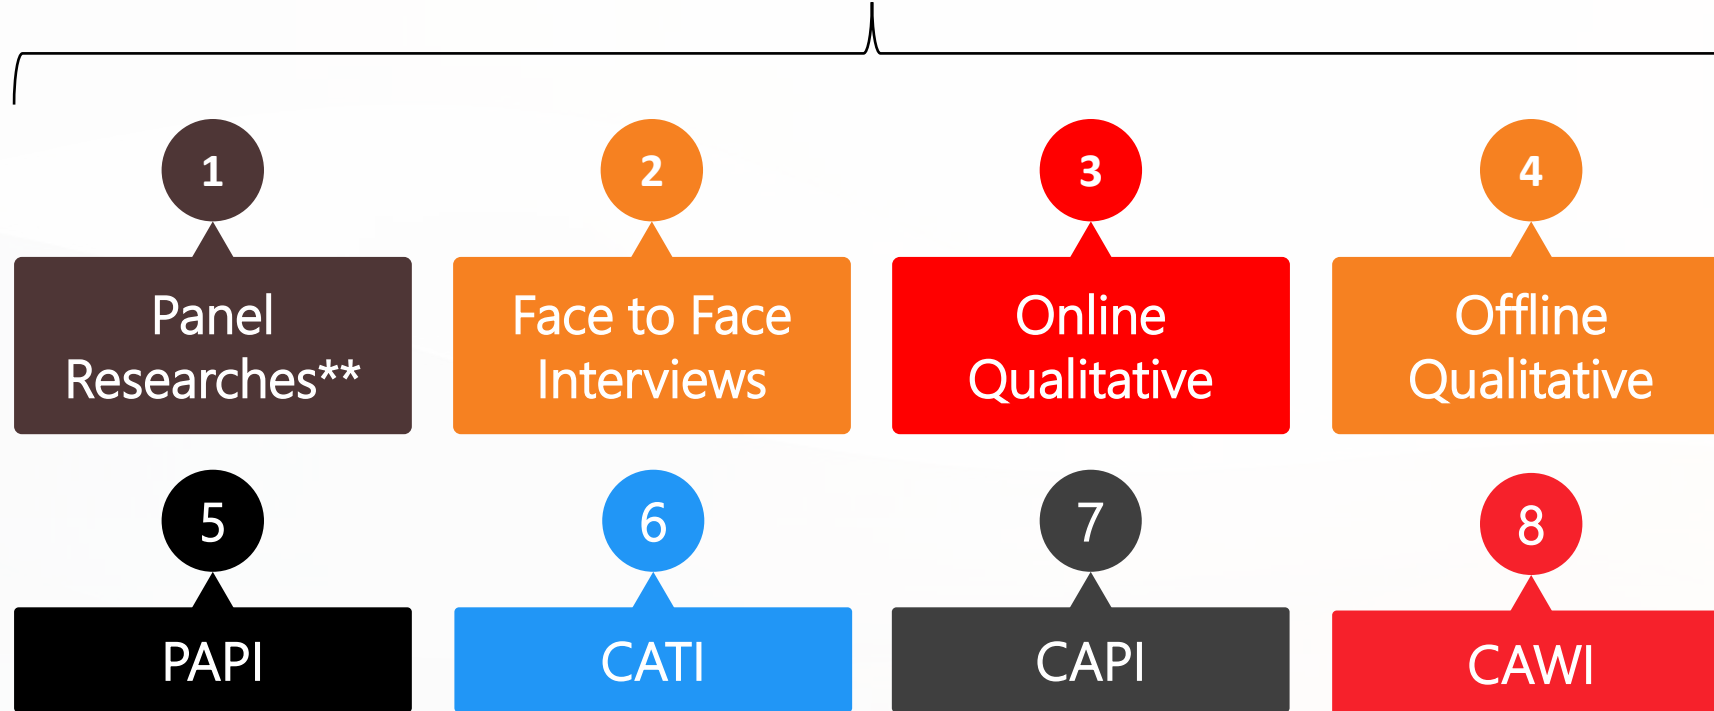 1
2
3
4
Panel
Researches**
Face to Face
Interviews
Online
Qualitative
Offline
Qualitative
5
6
7
8
PAPI
CATI
CAPI
CAWI